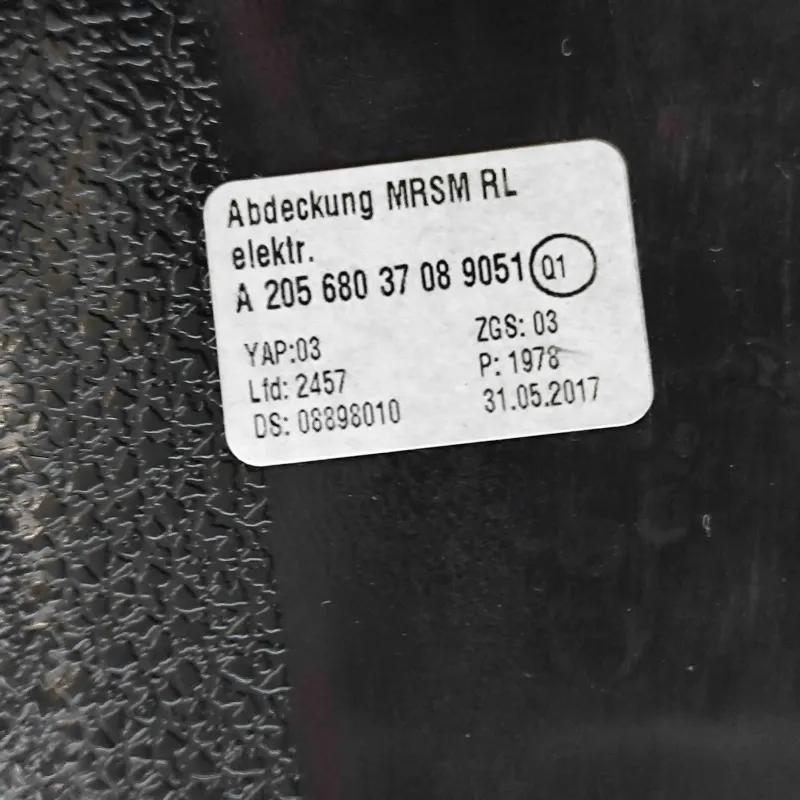 Abdeckung MRSM RL
elektr.
A 205 680 37 08 9051 Q1
YAP:03 ZGS: 03
Lfd: 2457 P: 1978
DS: 08898010 31.05.2017